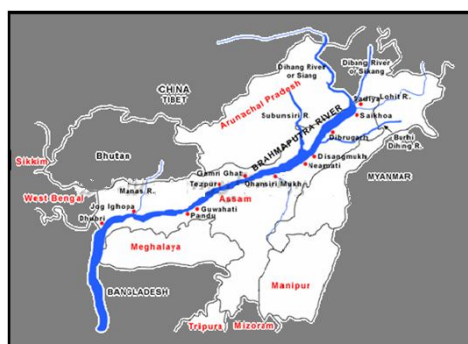 Dihang River
or Siang
Dibang River
or Sikang
CHINA
TIBET
Arunachal Pradesh
Lohit R.
Sadiya
Saikhoa
Subunsiri R.
BRAHMAPUTRA RIVER
Dibrugarh
Burhi
Dihing R.
Disangmukh
Neamati
MYANMAR
Sikkim
Bhutan
Gamri Ghat
Tezpur
Dhansiri Mukh
Manas R.
West Bengal
Assam
Jog Ighopa
Guwahati
Dhubri
Pandu
Meghalaya
BANGLADESH
Manipur
Tripura
Mizoram